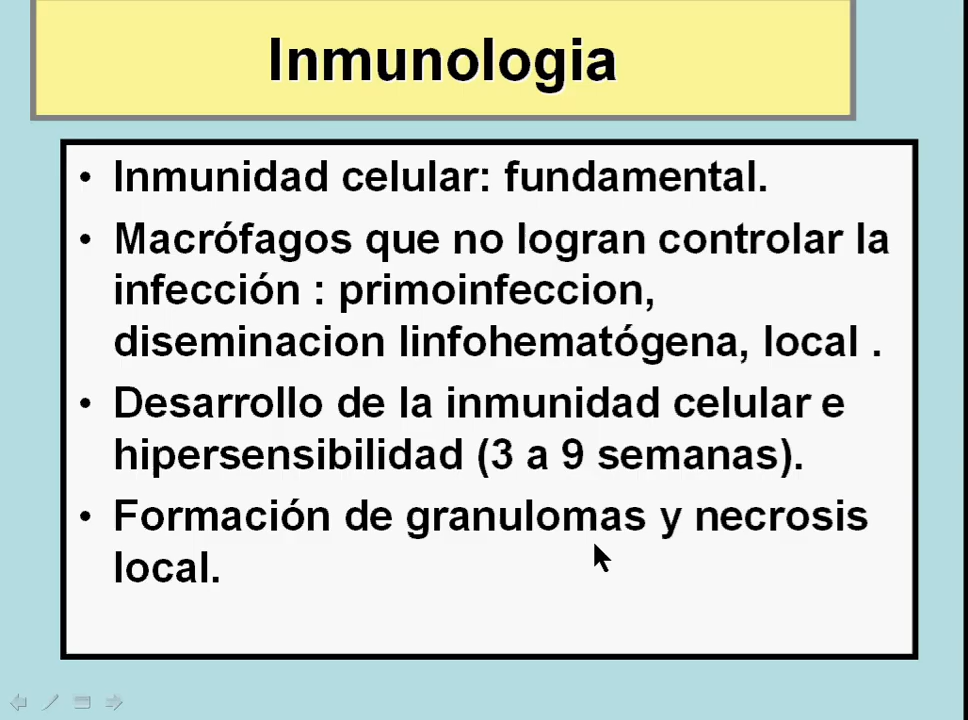 Inmunologia
• Inmunidad celular: fundamental.
• Macrófagos que no logran controlar la
infección : primoinfeccion,
diseminacion linfohematógena, local .
• Desarrollo de la inmunidad celular e
hipersensibilidad (3 a 9 semanas).
• Formación de granulomas y necrosis
local.